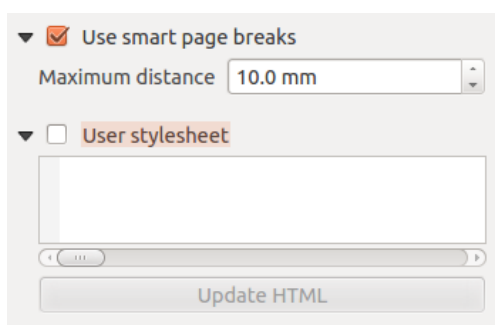 Use smart page breaks
Maximum distance 10.0 mm
User stylesheet
Update HTML